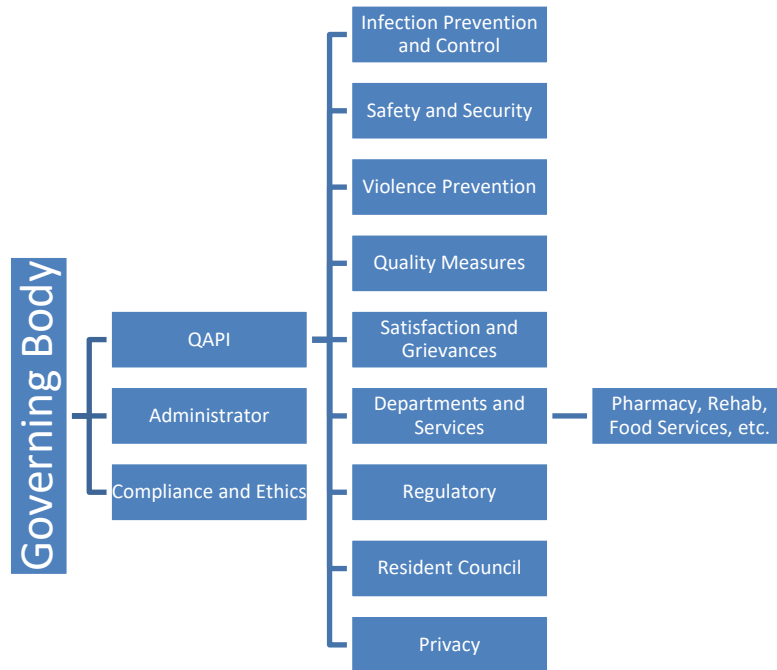 Governing Body
QAPI
Administrator
Compliance and Ethics
Infection Prevention
and Control
Safety and Security
Violence Prevention
Quality Measures
Satisfaction and
Grievances
Departments and
Services
Regulatory
Resident Council
Privacy
Pharmacy, Rehab,
Food Services, etc.